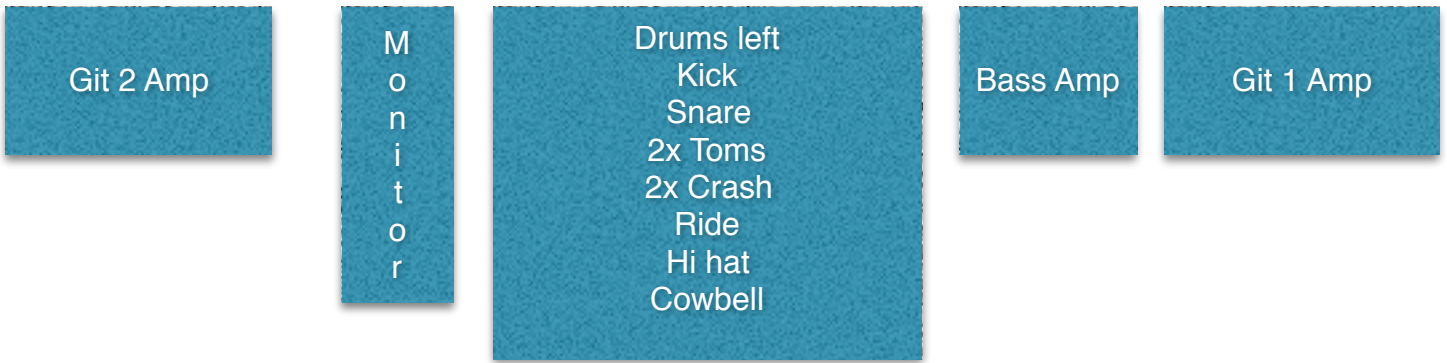 Git 2 Amp
M
o
n
i
t
o
r
Drums left
Kick
Snare
2x Toms
2x Crash
Ride
Hi hat
Cowbell
Bass Amp
Git 1 Amp